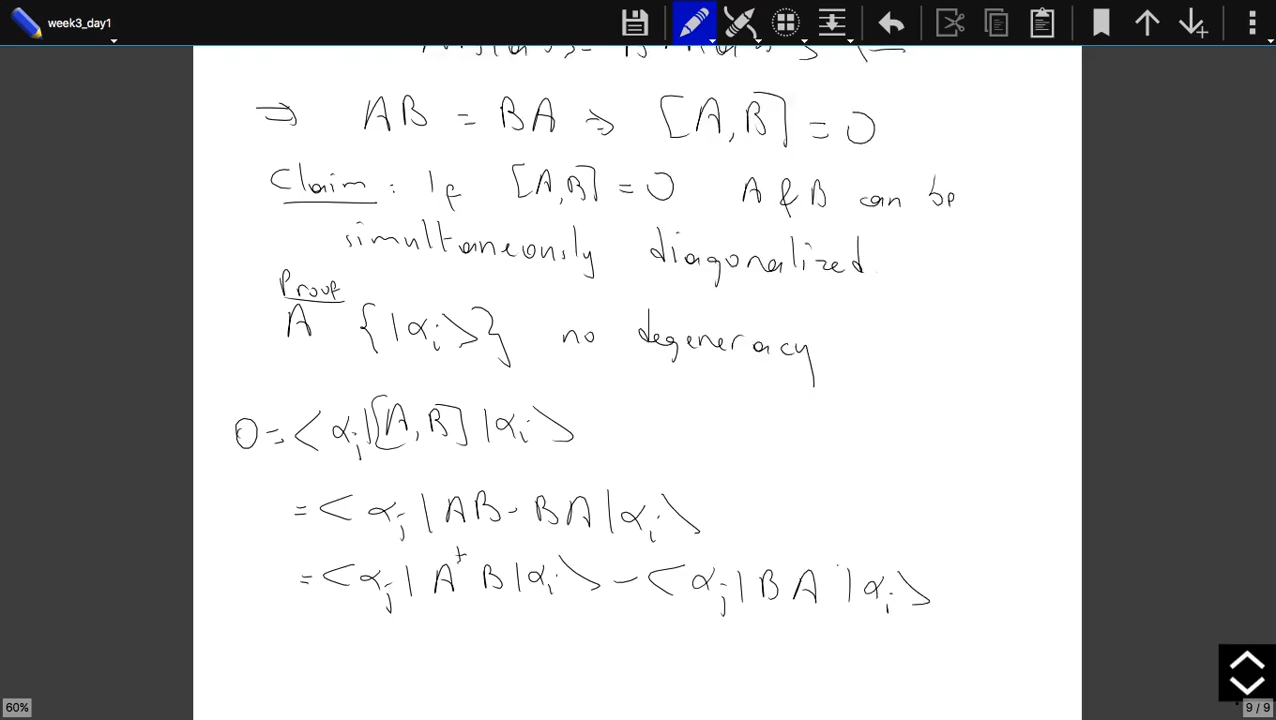 week3_day1
⇒ AB = BA ⇒ [A,B] = 0
Claim : If [A,B] = 0 A & B can be
simultaneously diagonalized.
Proof
A {|αᵢ>} no degeneracy
0 = <αⱼ|[A,B]|αᵢ>
= <αⱼ|AB - BA|αᵢ>
= <αⱼ|A†B|αᵢ> - <αⱼ|BA|αᵢ>
60%
9 / 9